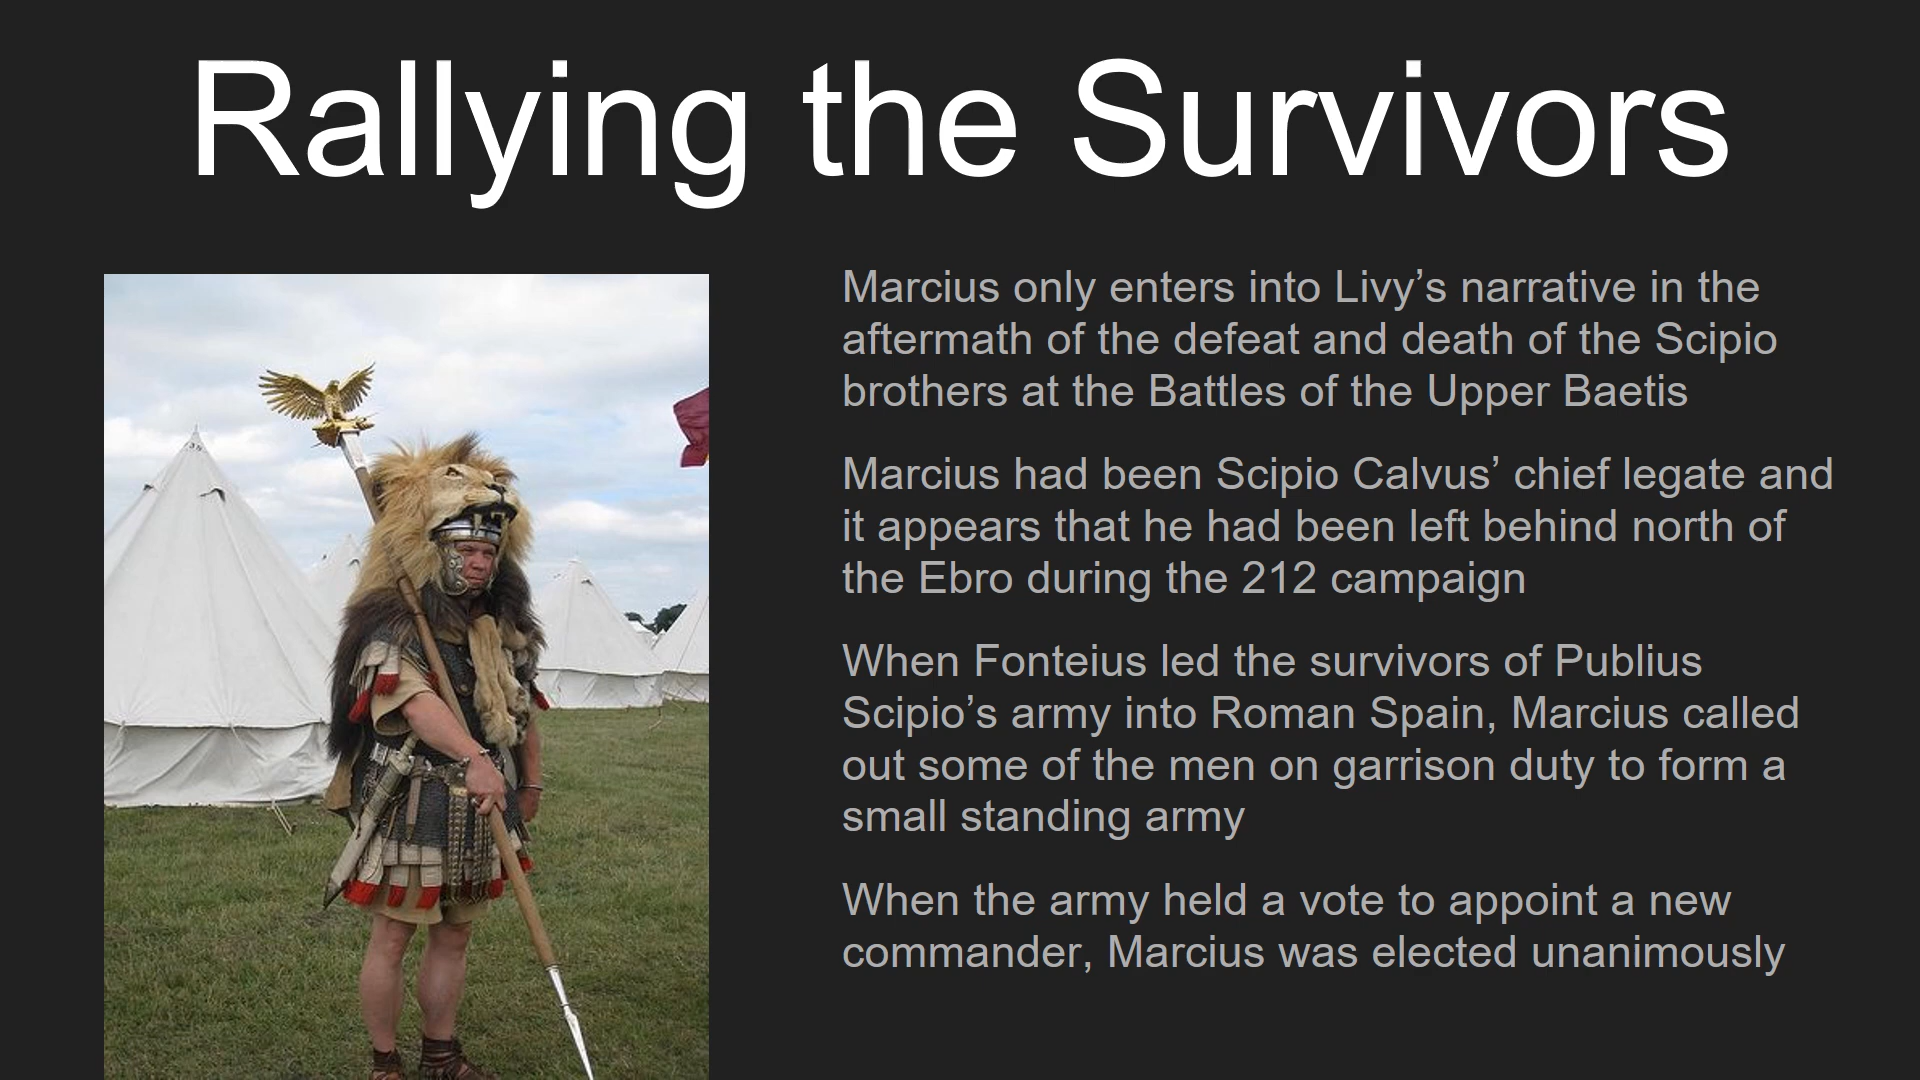 Rallying the Survivors
Marcius only enters into Livy’s narrative in the
aftermath of the defeat and death of the Scipio
brothers at the Battles of the Upper Baetis
Marcius had been Scipio Calvus’ chief legate and
it appears that he had been left behind north of
the Ebro during the 212 campaign
When Fonteius led the survivors of Publius
Scipio’s army into Roman Spain, Marcius called
out some of the men on garrison duty to form a
small standing army
When the army held a vote to appoint a new
commander, Marcius was elected unanimously